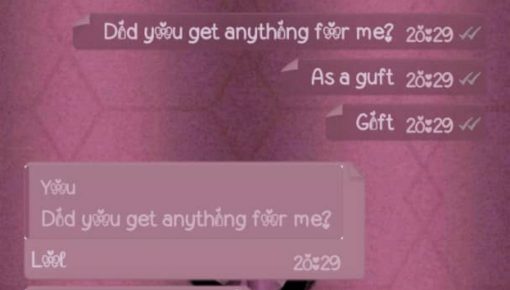 Did you get anything for me? 20:29
As a guft 20:29
Gift 20:29
You
Did you get anything for me?
Lool 20:29